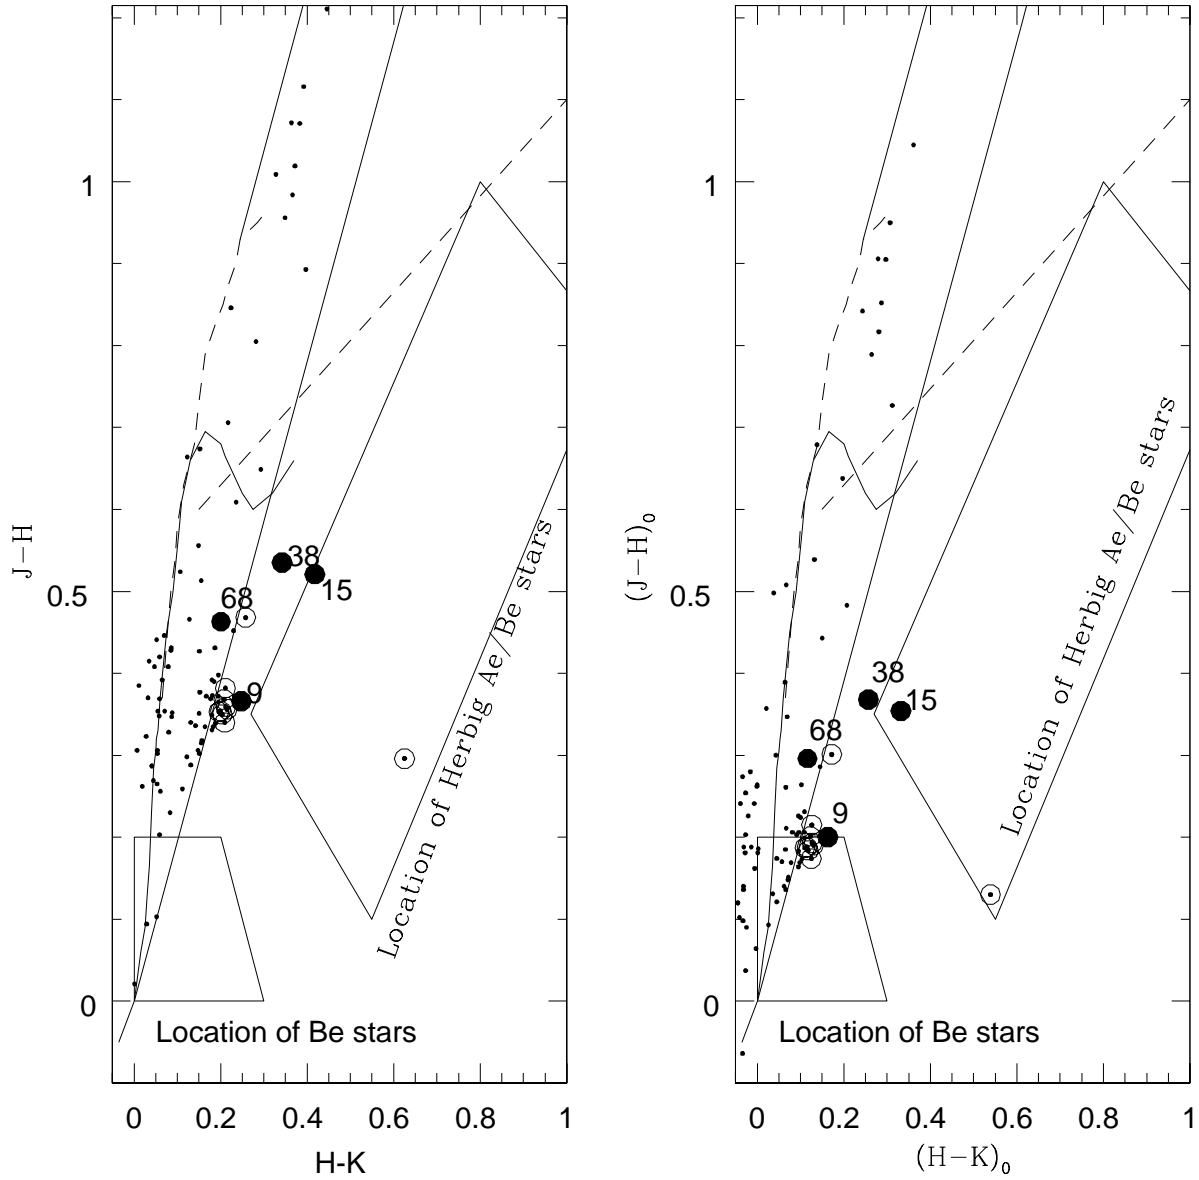 1
0.5
0
J-H
38
15
68
9
Location of Herbig Ae/Be stars
Location of Be stars
0 0.2 0.4 0.6 0.8 1
H-K
1
0.5
0
(J-H)₀
38
15
68
9
Location of Herbig Ae/Be stars
Location of Be stars
0 0.2 0.4 0.6 0.8 1
(H-K)₀